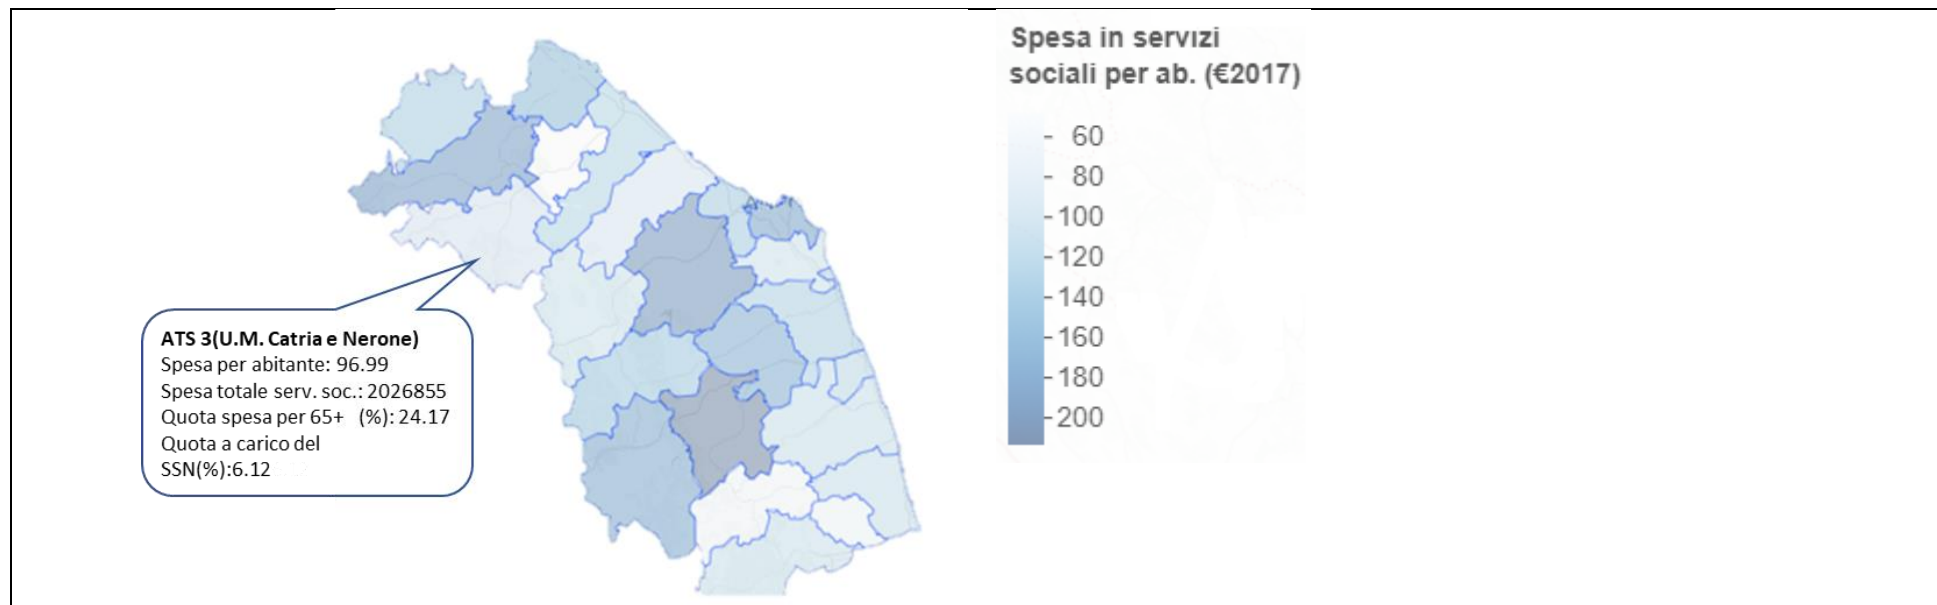 Spesa in servizi
sociali per ab. (€2017)
60
80
100
120
140
160
180
200
ATS 3(U.M. Catria e Nerone)
Spesa per abitante: 96.99
Spesa totale serv. soc.: 2026855
Quota spesa per 65+ (%): 24.17
Quota a carico del
SSN(%):6.12